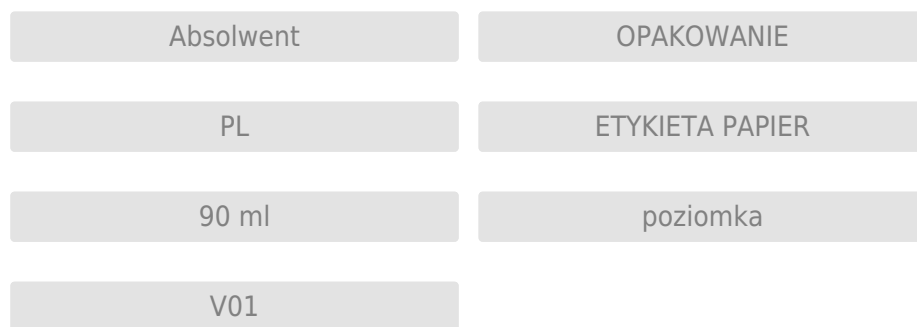 Absolwent
OPAKOWANIE
PL
ETYKIETA PAPIER
90 ml
poziomka
V01